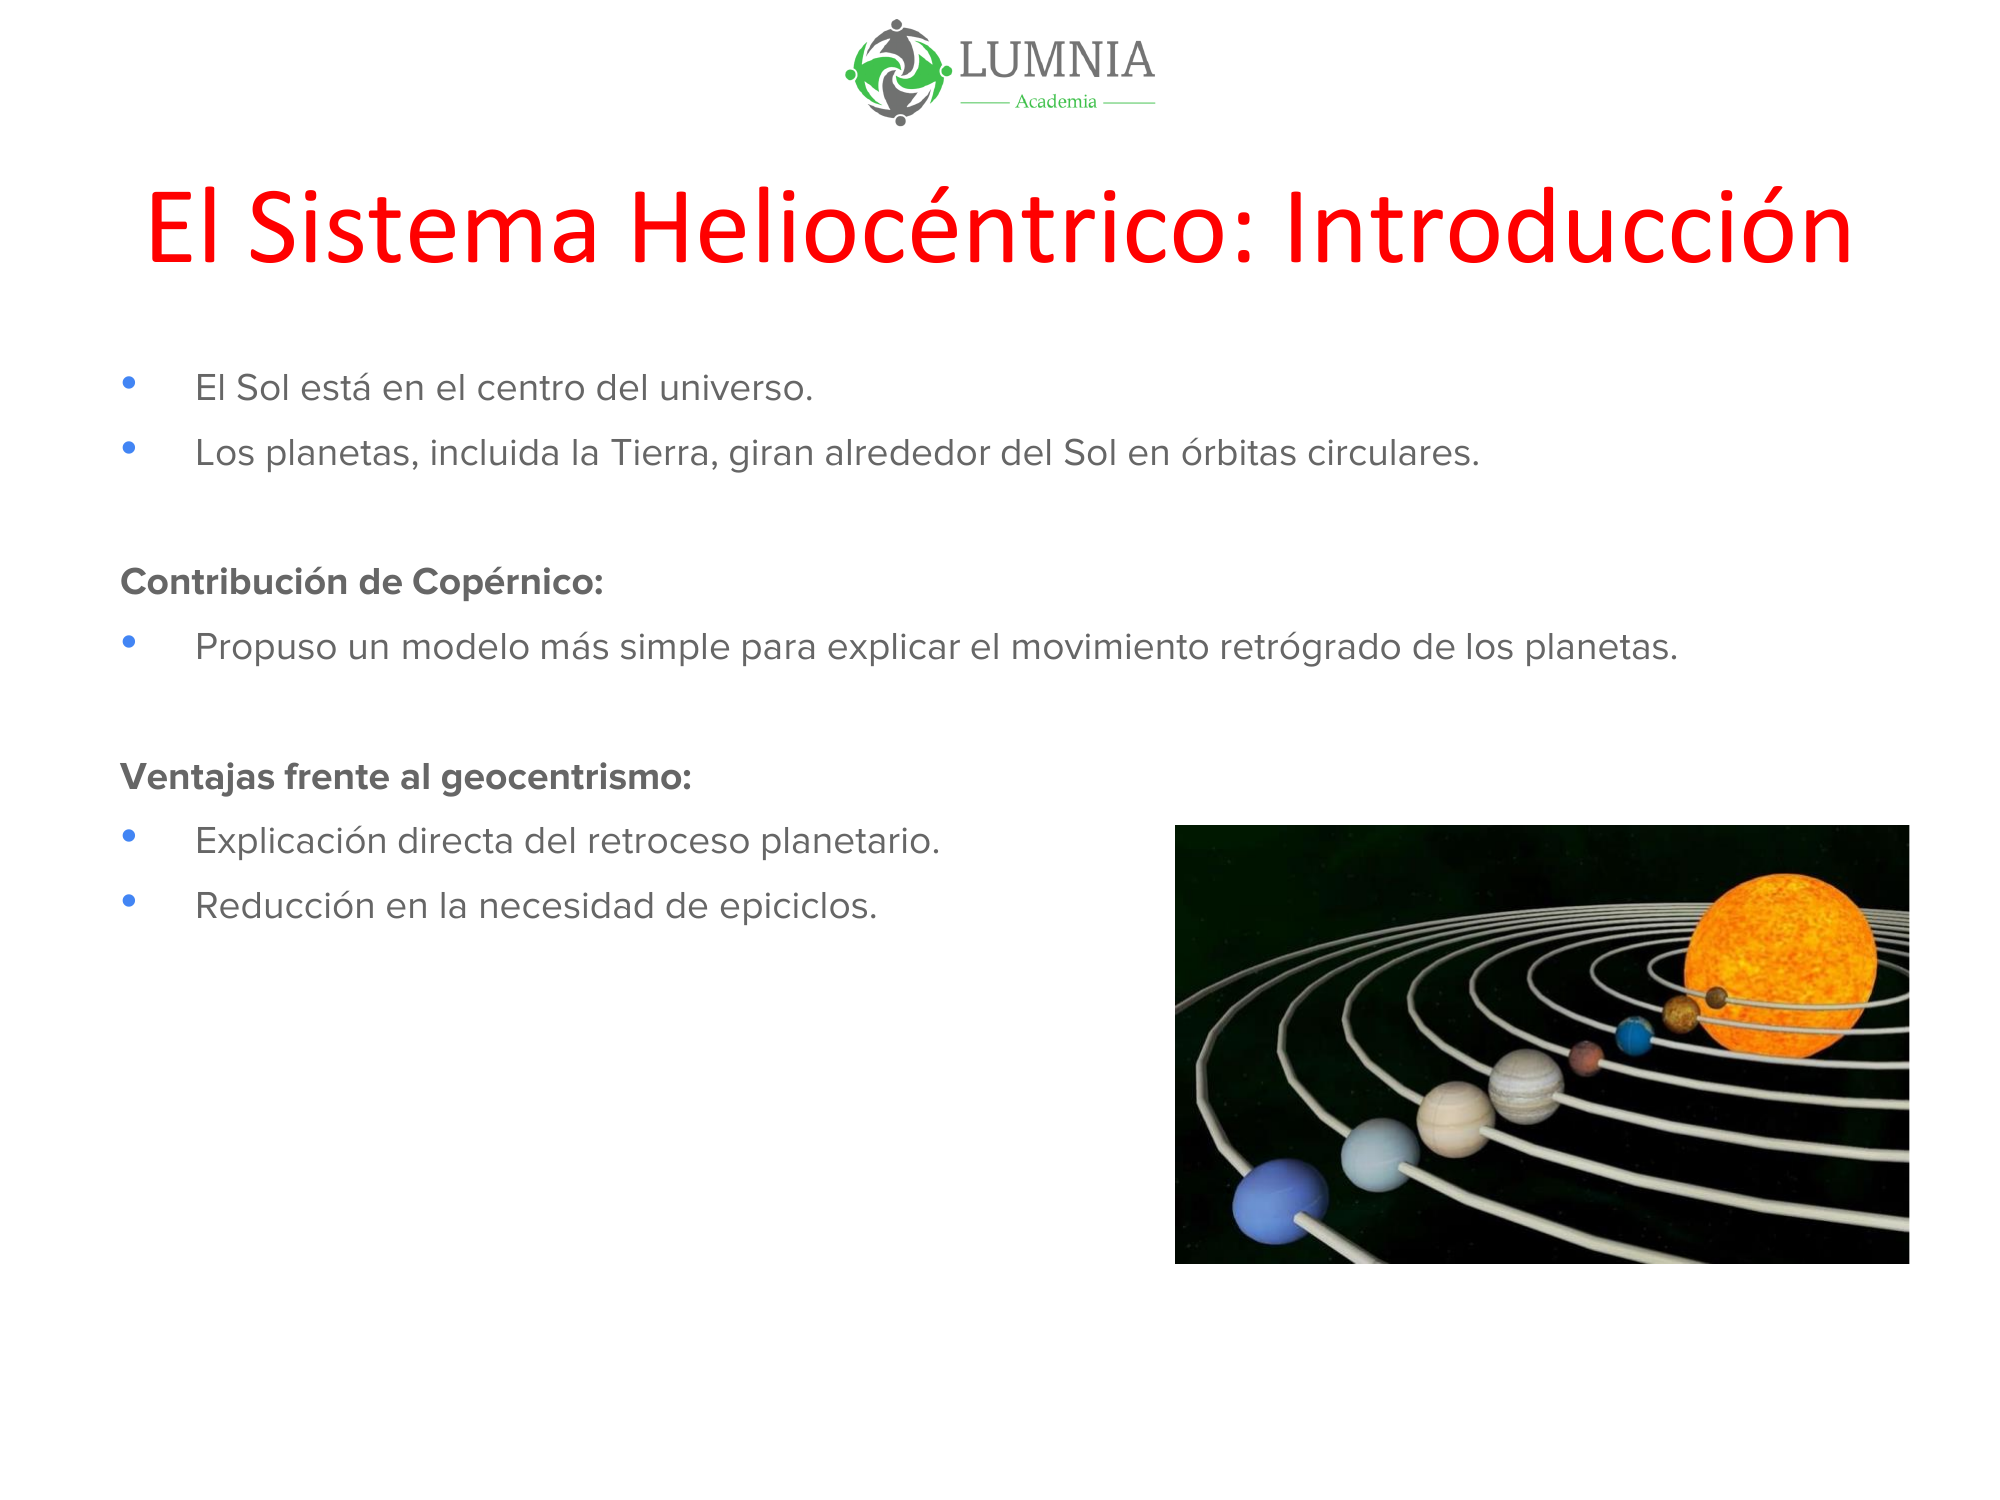 LUMNIA
Academia
El Sistema Heliocéntrico: Introducción
• El Sol está en el centro del universo.
• Los planetas, incluida la Tierra, giran alrededor del Sol en órbitas circulares.
Contribución de Copérnico:
• Propuso un modelo más simple para explicar el movimiento retrógrado de los planetas.
Ventajas frente al geocentrismo:
• Explicación directa del retroceso planetario.
• Reducción en la necesidad de epiciclos.